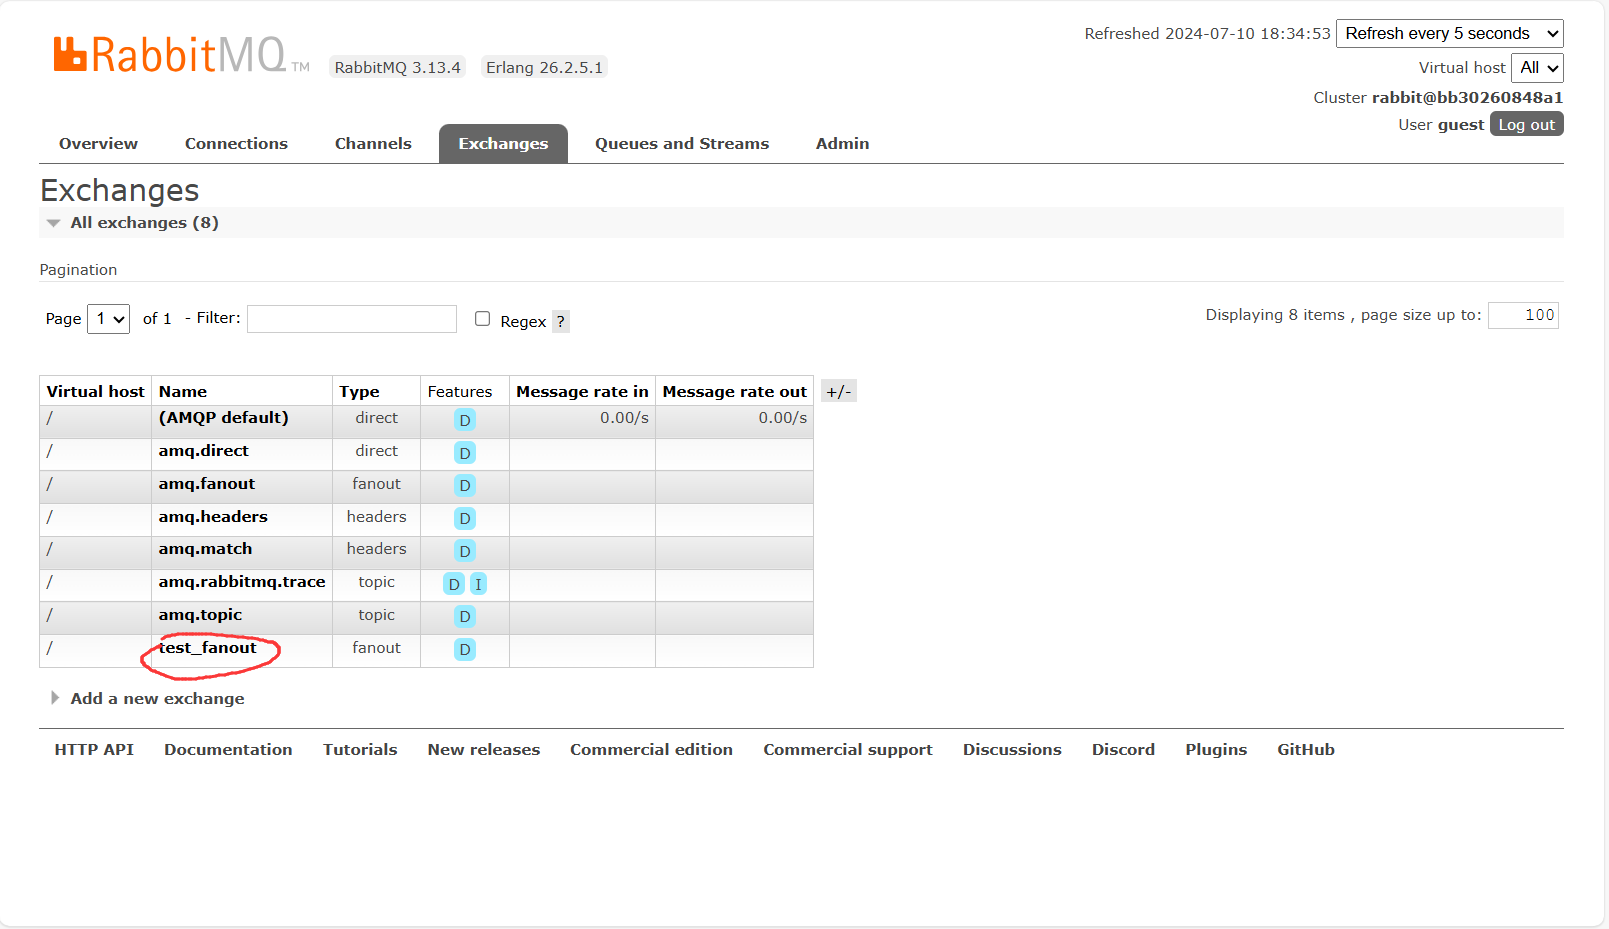 RabbitMQ TM RabbitMQ 3.13.4 Erlang 26.2.5.1
Refreshed 2024-07-10 18:34:53 Refresh every 5 seconds
Virtual host All
Cluster rabbit@bb30260848a1
User guest Log out
Overview Connections Channels Exchanges Queues and Streams Admin
Exchanges
All exchanges (8)
Pagination
Page 1 of 1 - Filter: Regex ? Displaying 8 items , page size up to: 100
Virtual host Name Type Features Message rate in Message rate out +/-
/ (AMQP default) direct D 0.00/s 0.00/s
/ amq.direct direct D
/ amq.fanout fanout D
/ amq.headers headers D
/ amq.match headers D
/ amq.rabbitmq.trace topic D I
/ amq.topic topic D
/ test_fanout fanout D
Add a new exchange
HTTP API Documentation Tutorials New releases Commercial edition Commercial support Discussions Discord Plugins GitHub